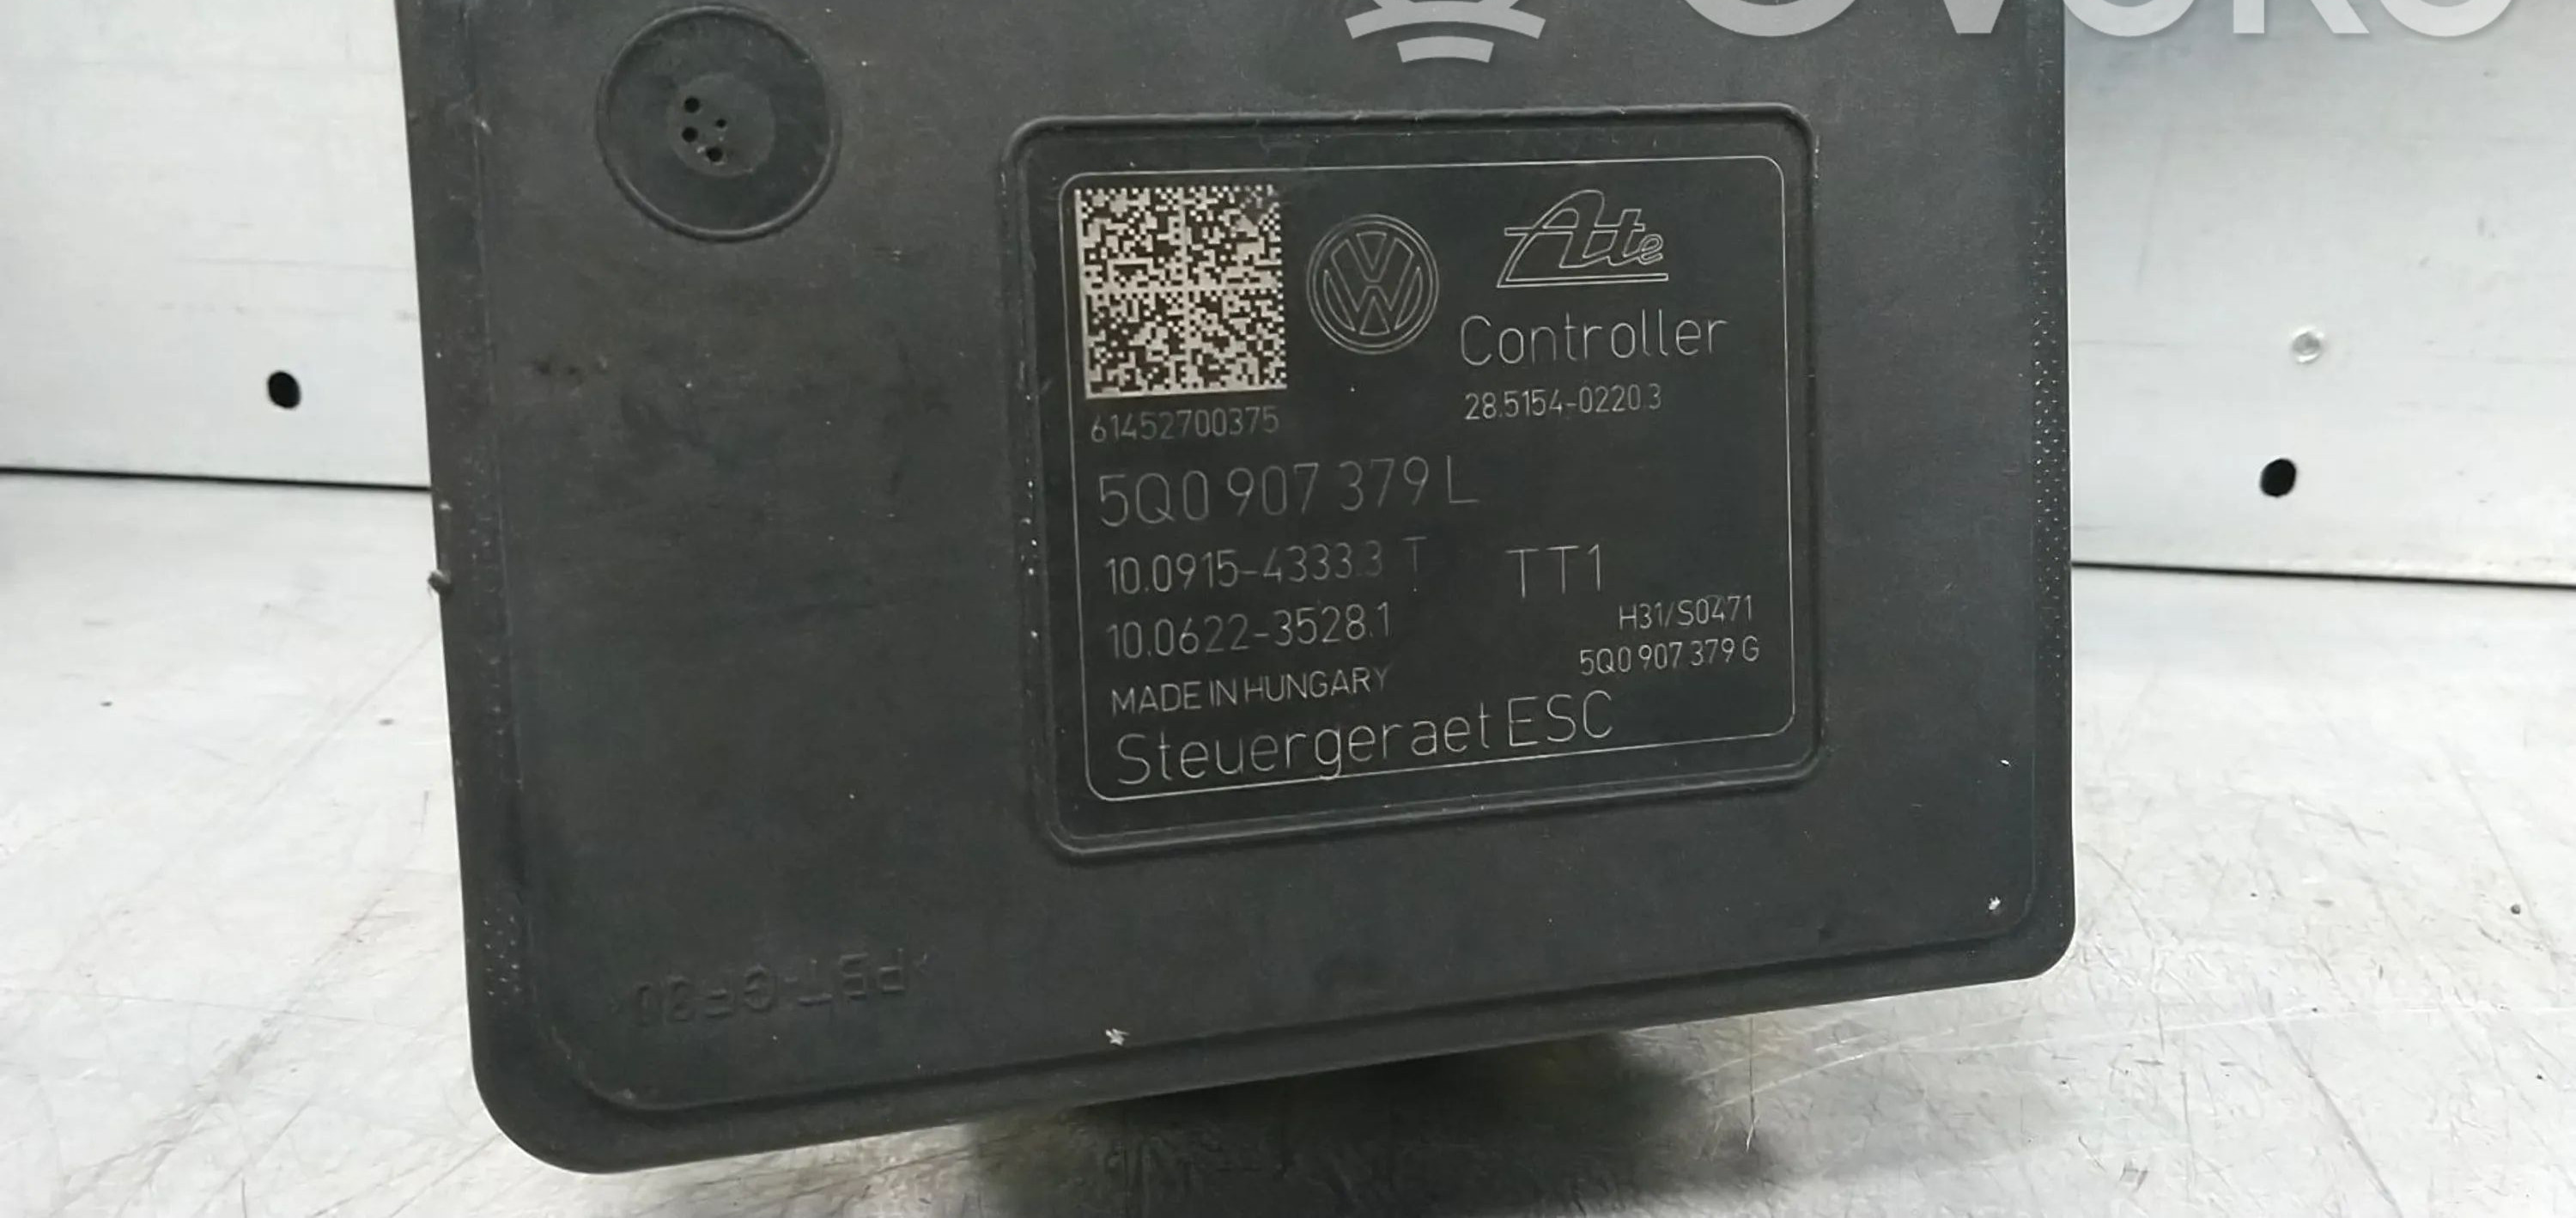 Ate
Controller
28.5154-0220.3
61452700375
5Q0 907 379 L
10.0915-4333.3 T
TT1
10.0622-3528.1
H31/S0471
5Q0 907 379 G
MADE IN HUNGARY
Steuergeraet ESC
>PBT-GF30<